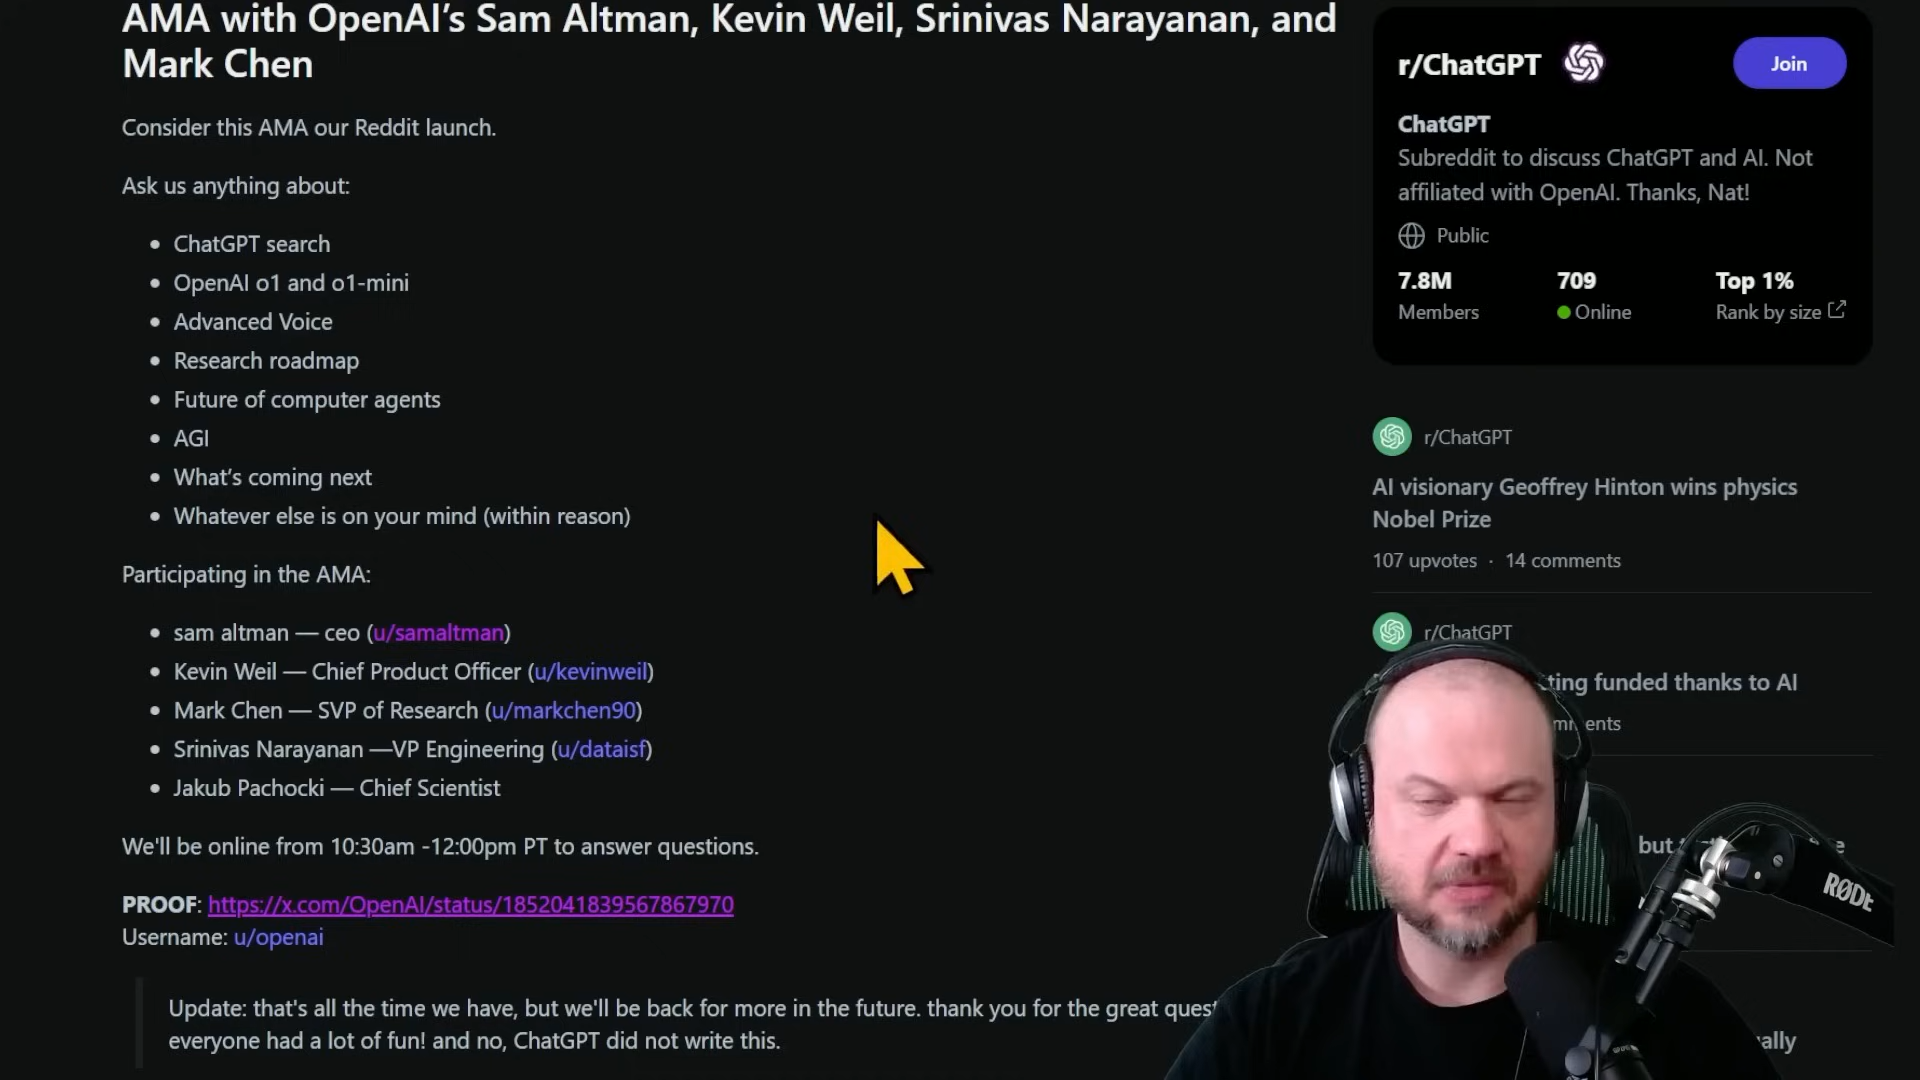 AMA with OpenAI’s Sam Altman, Kevin Weil, Srinivas Narayanan, and
Mark Chen
Consider this AMA our Reddit launch.
Ask us anything about:
• ChatGPT search
• OpenAI o1 and o1-mini
• Advanced Voice
• Research roadmap
• Future of computer agents
• AGI
• What’s coming next
• Whatever else is on your mind (within reason)
Participating in the AMA:
• sam altman — ceo (u/samaltman)
• Kevin Weil — Chief Product Officer (u/kevinweil)
• Mark Chen — SVP of Research (u/markchen90)
• Srinivas Narayanan —VP Engineering (u/dataisf)
• Jakub Pachocki — Chief Scientist
We'll be online from 10:30am -12:00pm PT to answer questions.
PROOF: https://x.com/OpenAI/status/1852041839567867970
Username: u/openai
Update: that's all the time we have, but we'll be back for more in the future. thank you for the great
everyone had a lot of fun! and no, ChatGPT did not write this.
r/ChatGPT
Join
ChatGPT
Subreddit to discuss ChatGPT and AI. Not
affiliated with OpenAI. Thanks, Nat!
Public
7.8M 709 Top 1%
Members Online Rank by size
r/ChatGPT
AI visionary Geoffrey Hinton wins physics
Nobel Prize
107 upvotes · 14 comments
r/ChatGPT
funded thanks to AI
but
RØDE